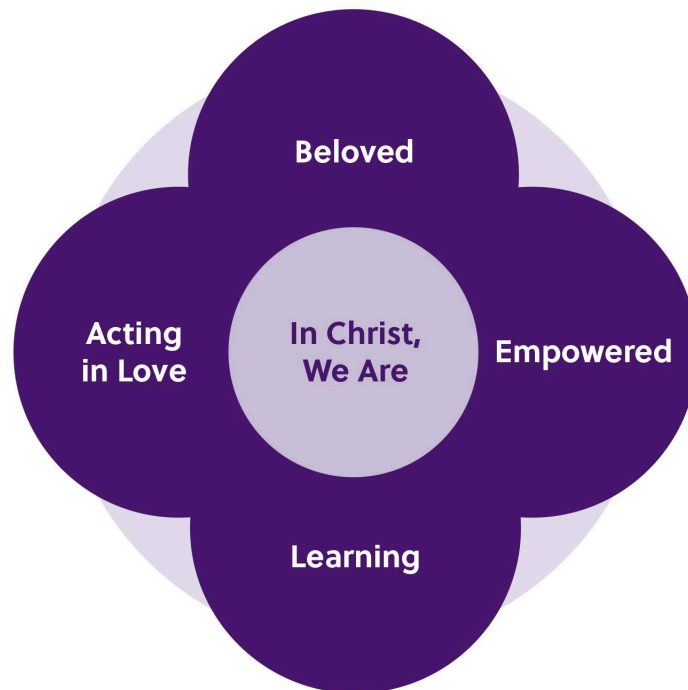 Beloved
Acting
in Love
In Christ,
We Are
Empowered
Learning